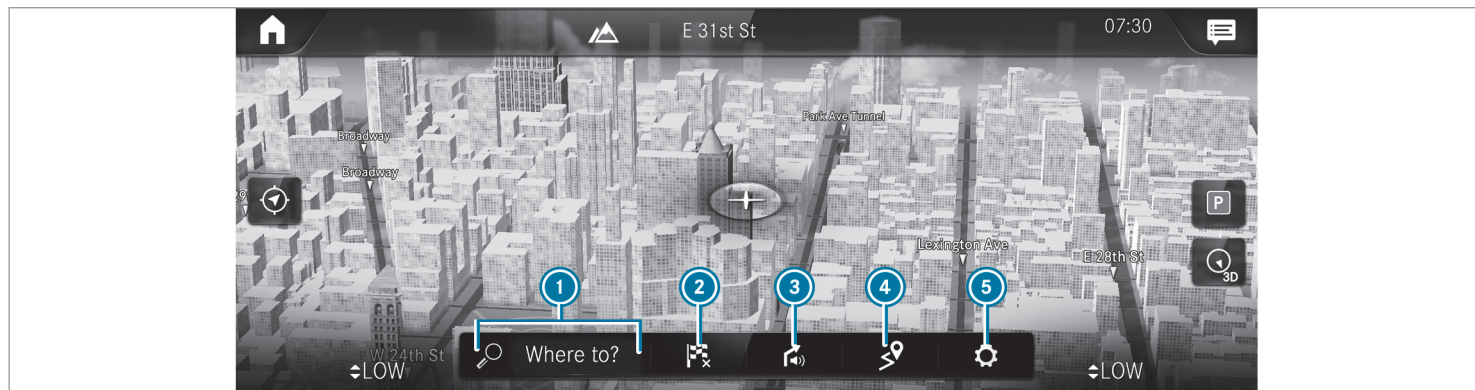 E 31st St
07:30
Broadway
Park Ave Tunnel
Broadway
P
Lexington Ave
E 28th St
3D
1
2
3
4
5
Where to?
W 24th St
LOW
LOW